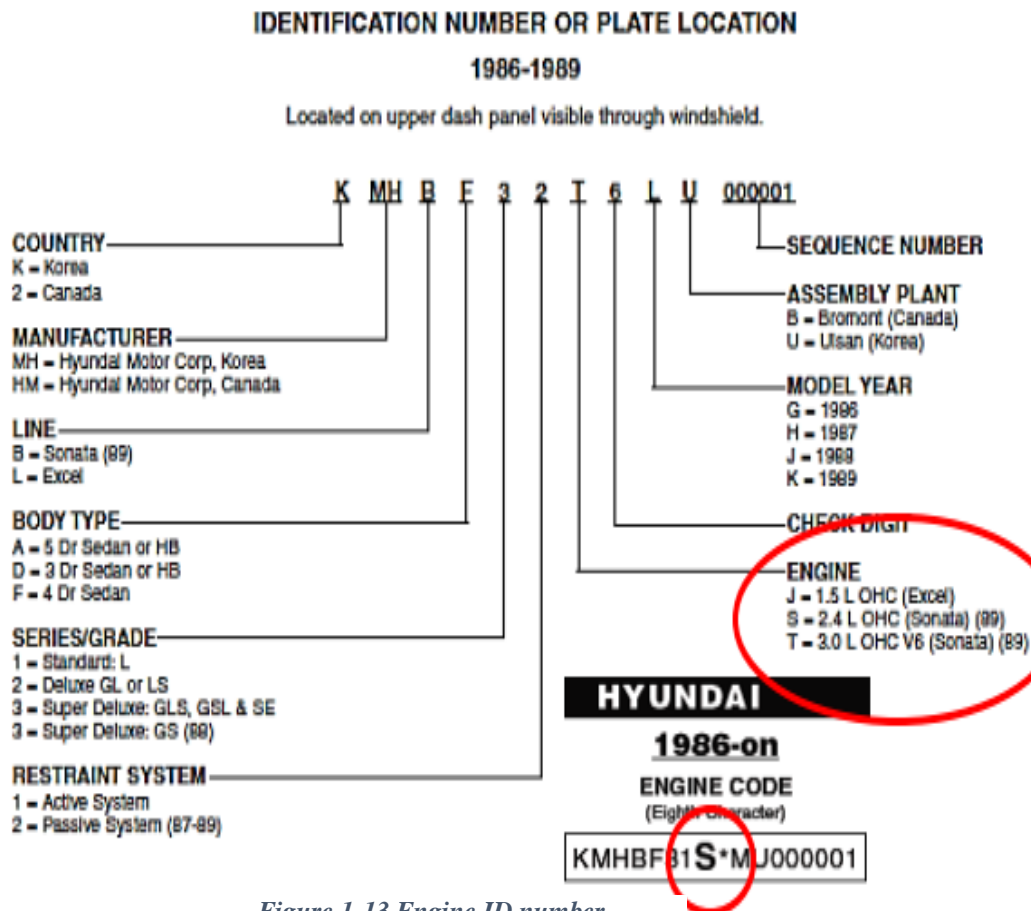 IDENTIFICATION NUMBER OR PLATE LOCATION
1986-1989
Located on upper dash panel visible through windshield.
K MH B F 3 2 T 6 L U 000001
COUNTRY
K = Korea
2 = Canada
MANUFACTURER
MH = Hyundai Motor Corp, Korea
HM = Hyundai Motor Corp, Canada
LINE
B = Sonata (89)
L = Excel
BODY TYPE
A = 5 Dr Sedan or HB
D = 3 Dr Sedan or HB
F = 4 Dr Sedan
SERIES/GRADE
1 = Standard: L
2 = Deluxe GL or LS
3 = Super Deluxe: GLS, GSL & SE
3 = Super Deluxe: GS (89)
RESTRAINT SYSTEM
1 = Active System
2 = Passive System (87-89)
SEQUENCE NUMBER
ASSEMBLY PLANT
B = Bromont (Canada)
U = Ulsan (Korea)
MODEL YEAR
G = 1986
H = 1987
J = 1988
K = 1989
CHECK DIGIT
ENGINE
J = 1.5 L OHC (Excel)
S = 2.4 L OHC (Sonata) (89)
T = 3.0 L OHC V6 (Sonata) (89)
HYUNDAI
1986-on
ENGINE CODE
(Eighth Character)
KMHBF31S*MU000001
Figure 1.13 Engine ID number